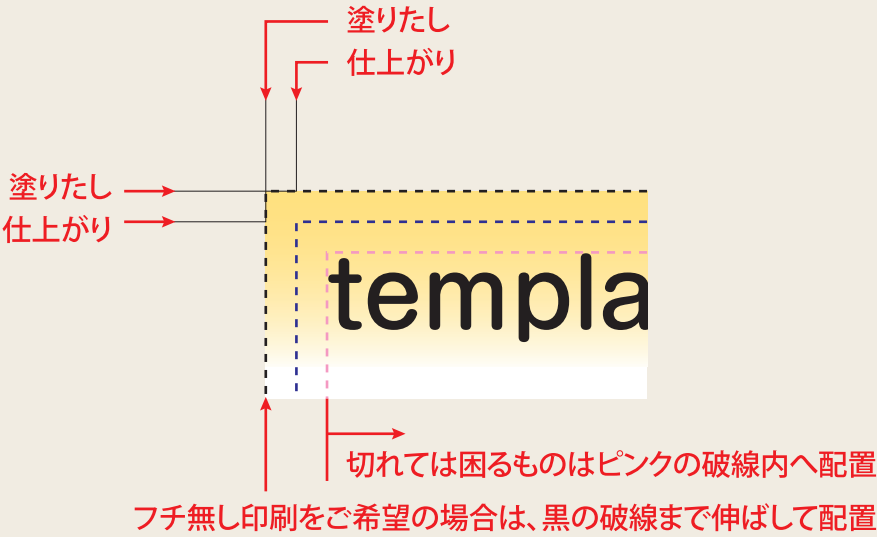 塗りたし
仕上がり
塗りたし
仕上がり
templa
切れては困るものはピンクの破線内へ配置
フチ無し印刷をご希望の場合は、黒の破線まで伸ばして配置